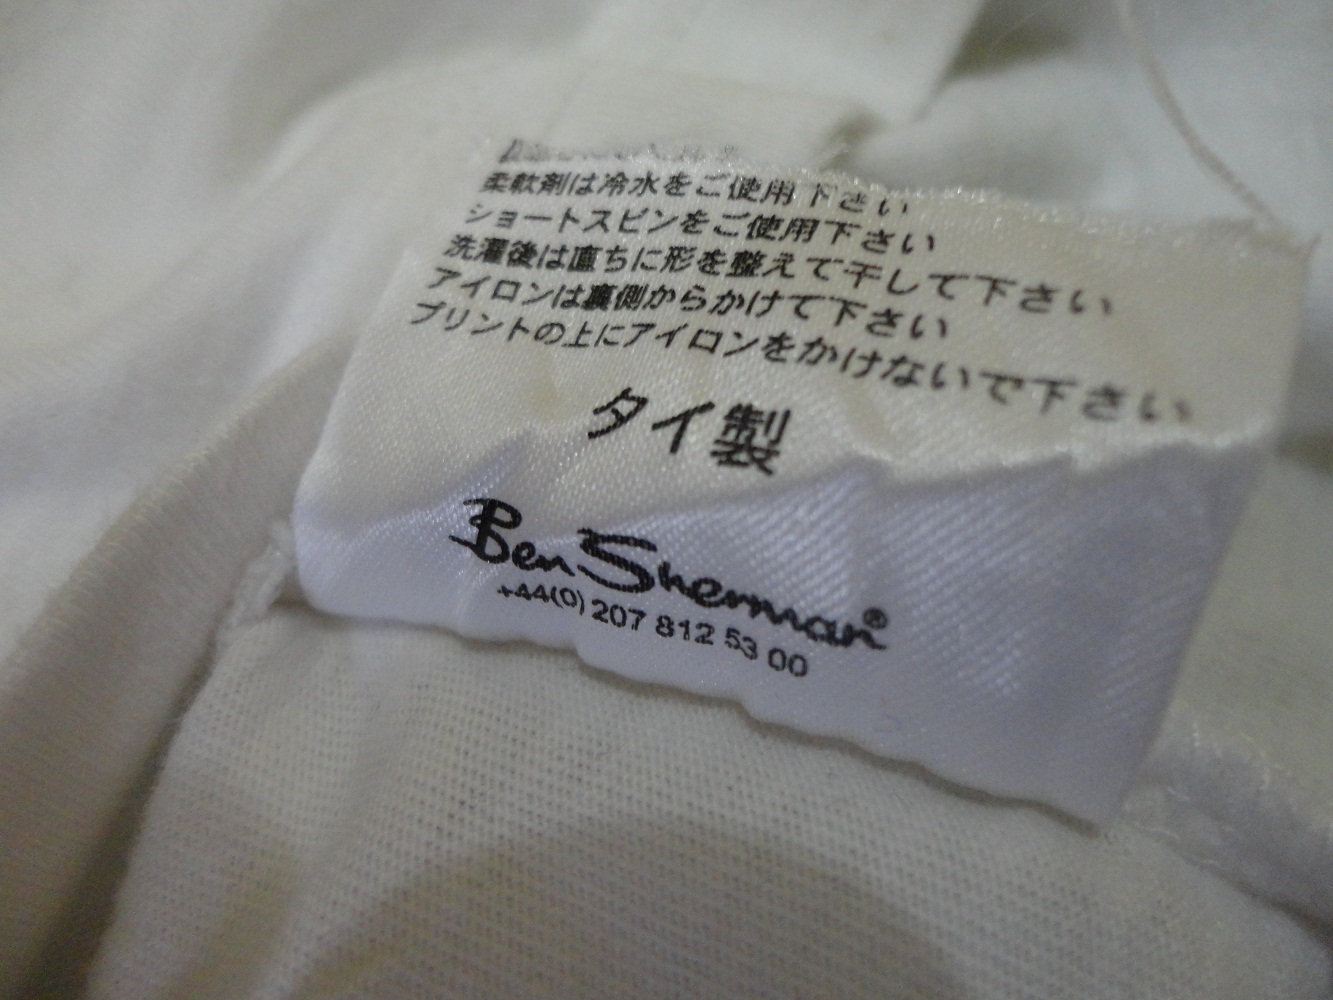 柔軟剤は冷水をご使用下さい
ショートスピンをご使用下さい
洗濯後は直ちに形を整えて干して下さい
アイロンは裏側からかけて下さい
プリントの上にアイロンをかけないで下さい
タイ製
Ben Sherman®
+44(0) 207 812 53 00